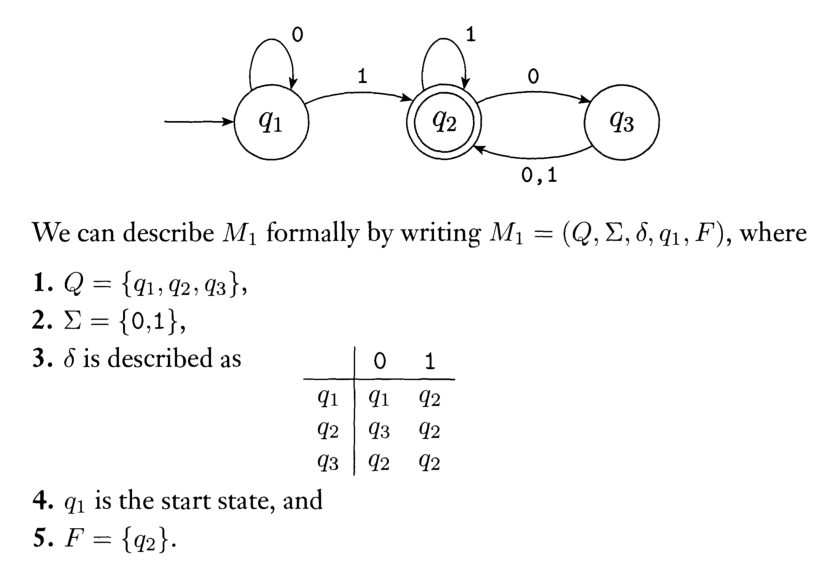 0 1
1 0
q1 q2 q3
0,1
We can describe M1 formally by writing M1 = (Q, Σ, δ, q1, F), where
1. Q = {q1, q2, q3},
2. Σ = {0,1},
3. δ is described as
0 1
q1 q1 q2
q2 q3 q2
q3 q2 q2
4. q1 is the start state, and
5. F = {q2}.